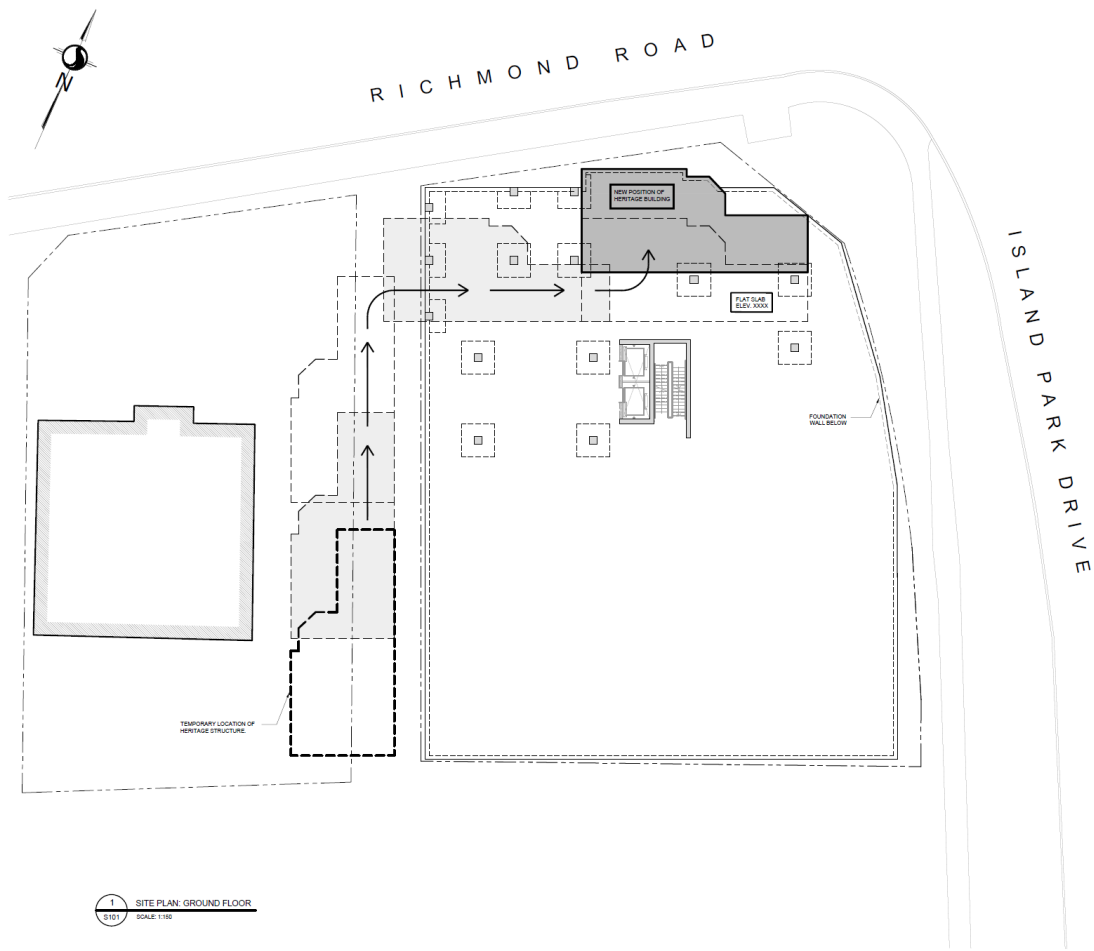 N
RICHMOND ROAD
NEW POSITION OF
HERITAGE BUILDING
ISLAND PARK DRIVE
FLAT SLAB
ELEV. XXXX
FOUNDATION
WALL BELOW
TEMPORARY LOCATION OF
HERITAGE STRUCTURE.
1
SITE PLAN: GROUND FLOOR
S101
SCALE: 1:150